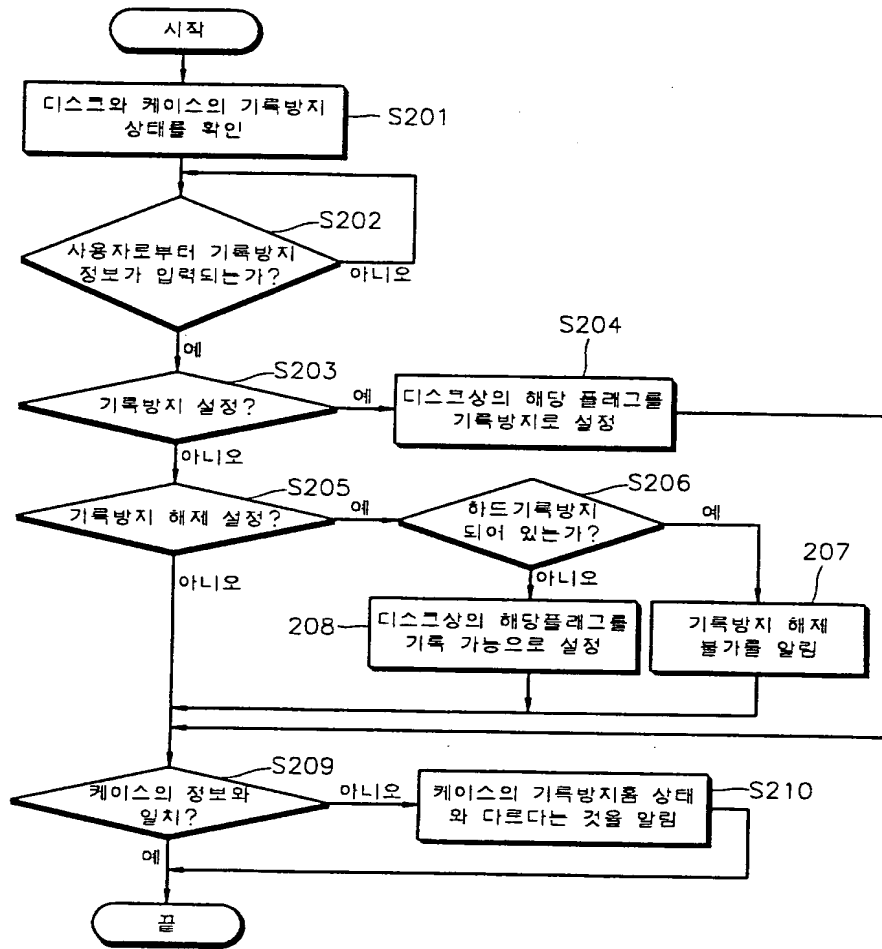 시작
디스크와 케이스의 기록방지
상태를 확인
S201
S202
사용자로부터 기록방지
정보가 입력되는가?
아니오
예
S203
기록방지 설정?
예
S204
디스크상의 해당 플래그를
기록방지로 설정
아니오
S205
기록방지 해제 설정?
예
S206
하드기록방지
되어 있는가?
예
아니오
아니오
207
기록방지 해제
불가를 알림
208
디스크상의 해당플래그를
기록 가능으로 설정
S209
케이스의 정보와
일치?
아니오
케이스의 기록방지홈 상태
와 다르다는 것을 알림
S210
예
끝